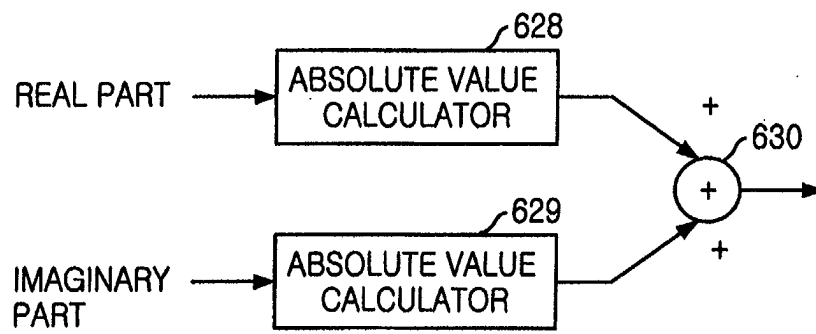 628
REAL PART
ABSOLUTE VALUE
CALCULATOR
+
630
+
+
629
IMAGINARY
PART
ABSOLUTE VALUE
CALCULATOR